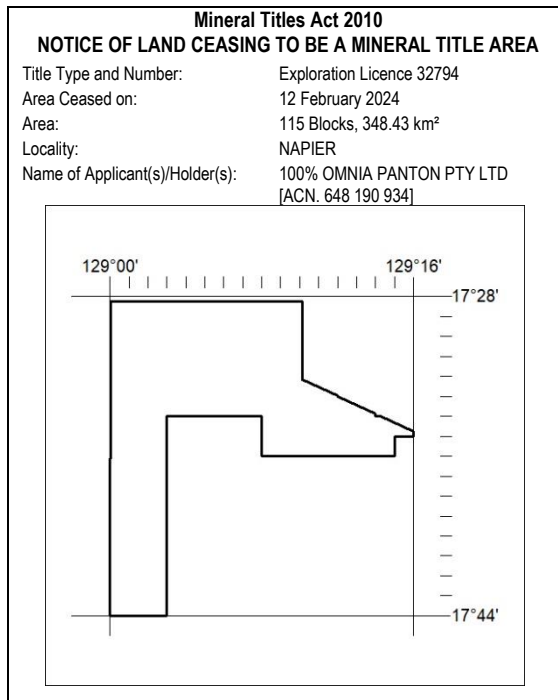 Mineral Titles Act 2010
NOTICE OF LAND CEASING TO BE A MINERAL TITLE AREA
Title Type and Number: Exploration Licence 32794
Area Ceased on: 12 February 2024
Area: 115 Blocks, 348.43 km²
Locality: NAPIER
Name of Applicant(s)/Holder(s): 100% OMNIA PANTON PTY LTD
[ACN. 648 190 934]
129°00' 129°16'
17°28'
17°44'